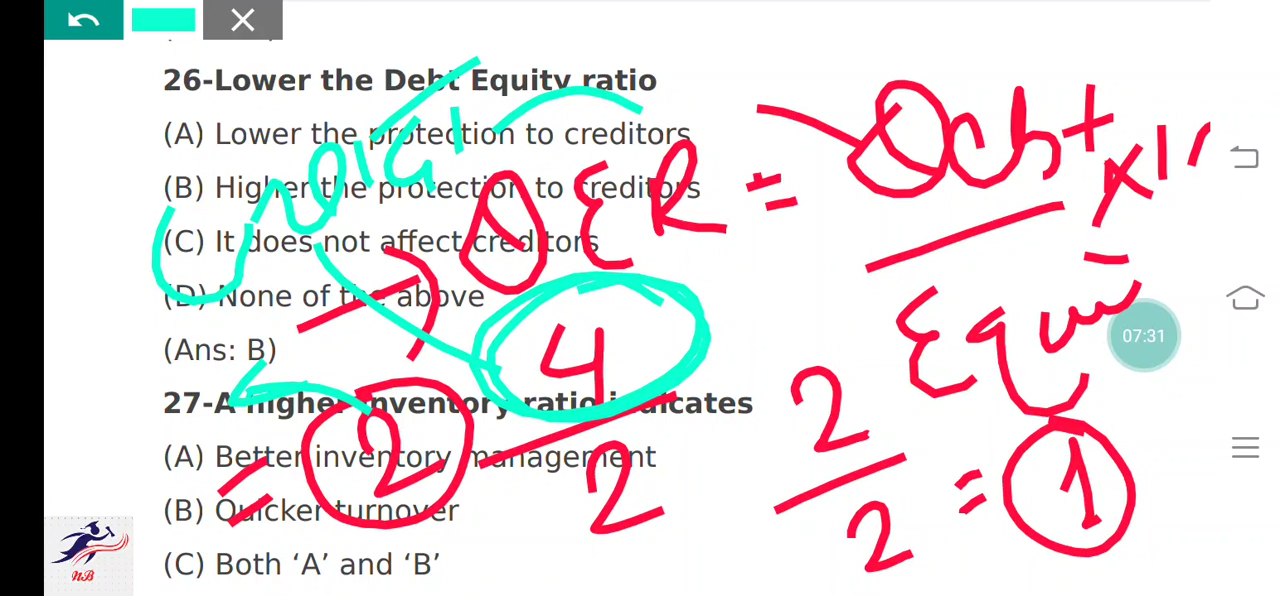 26-Lower the Debt Equity ratio
(A) Lower the protection to creditors
(B) Higher the protection to creditors
(C) It does not affect creditors
(D) None of the above
(Ans: B)
27-A higher inventory ratio indicates
(A) Better inventory management
(B) Quicker turnover
(C) Both ‘A’ and ‘B’
DER = Debt
Equi
4
2
= 2
2
2
= 1
07:31
NB